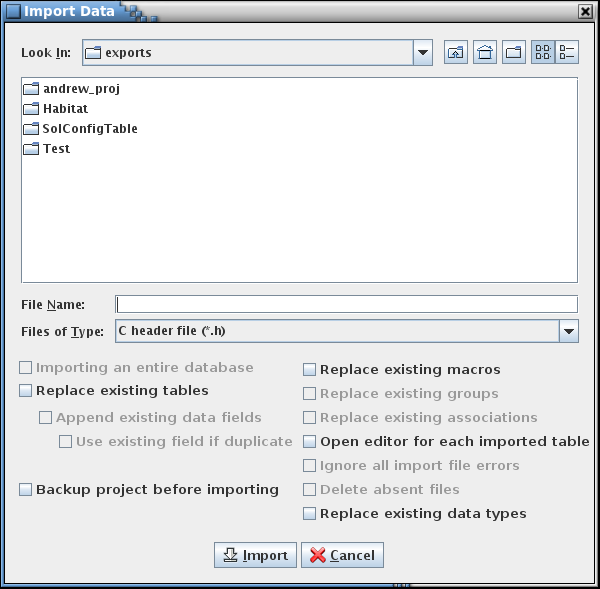 Import Data
Look In: exports
andrew_proj
Habitat
SolConfigTable
Test
File Name:
Files of Type: C header file (*.h)
Importing an entire database
Replace existing tables
Append existing data fields
Use existing field if duplicate
Backup project before importing
Replace existing macros
Replace existing groups
Replace existing associations
Open editor for each imported table
Ignore all import file errors
Delete absent files
Replace existing data types
Import Cancel